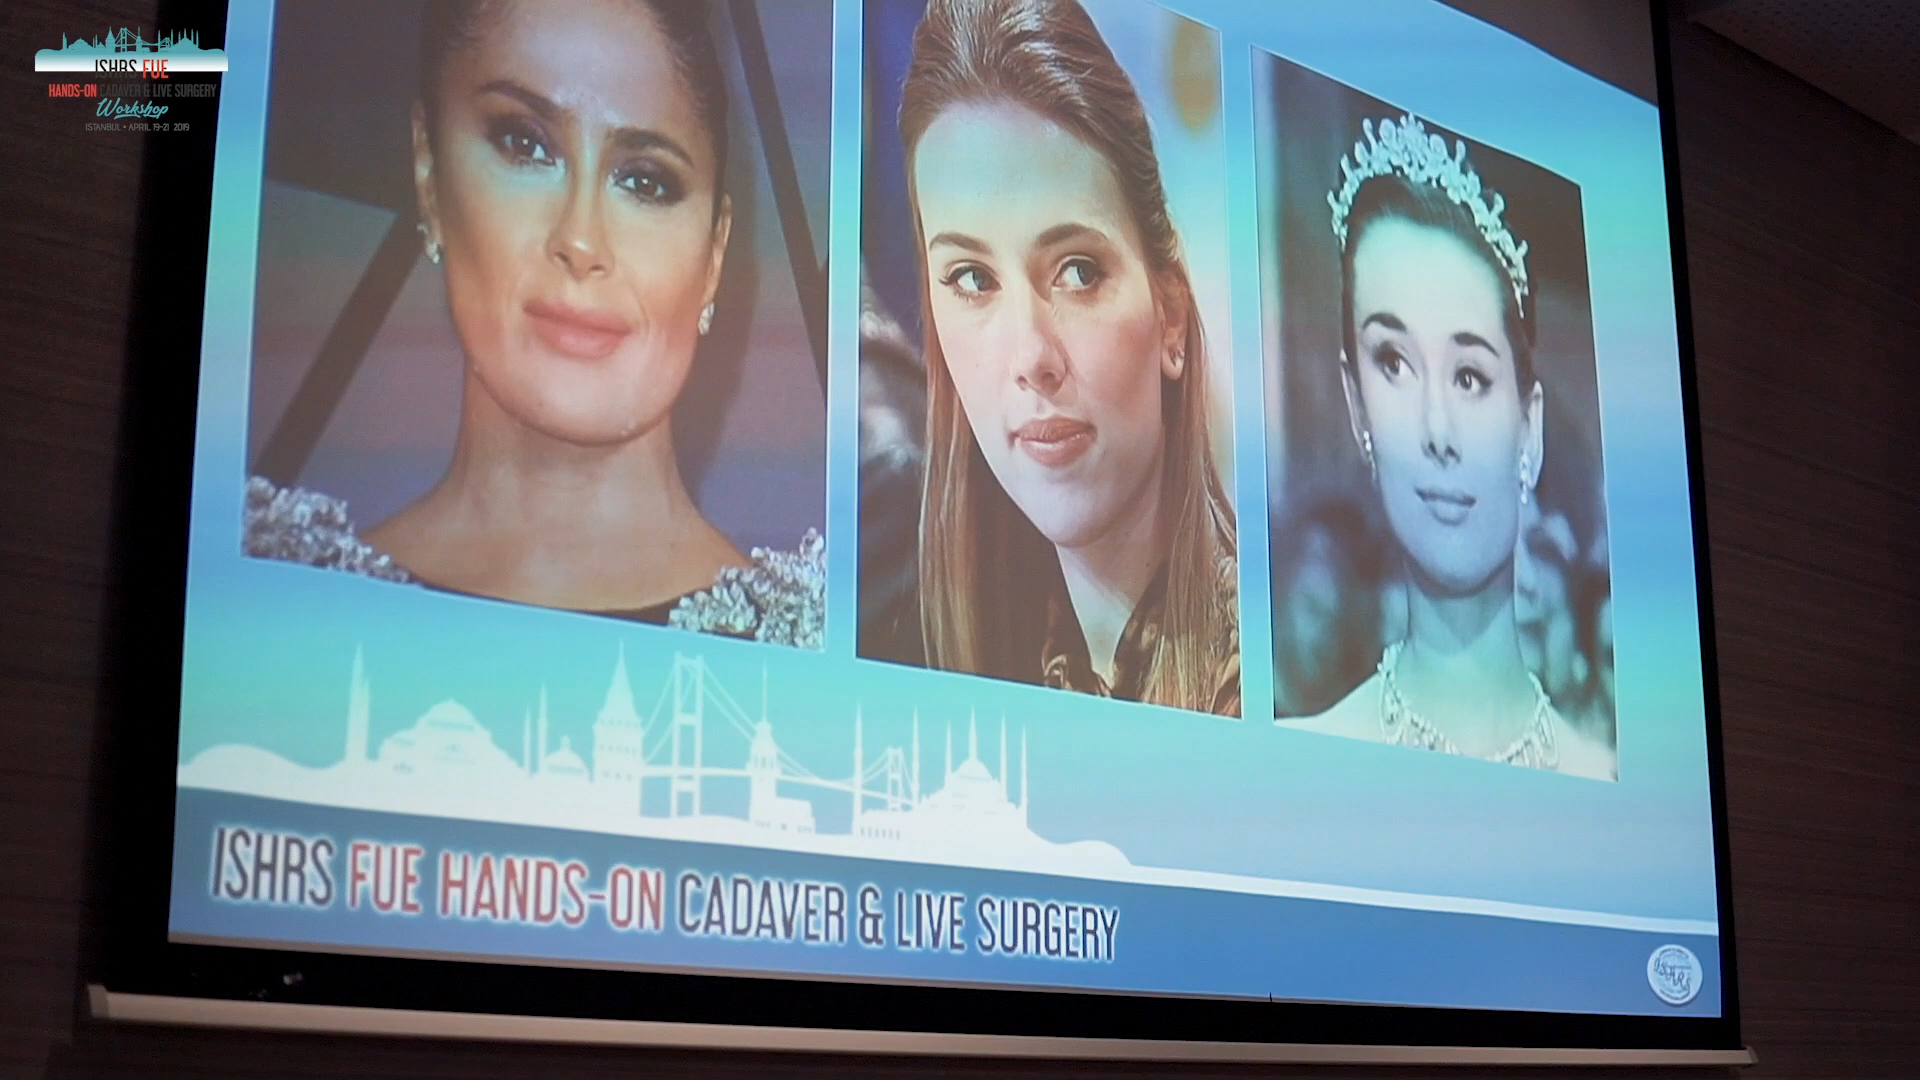 ISHRS FUE
HANDS-ON CADAVER & LIVE SURGERY
Workshop
ISTANBUL • APRIL 19-21 2019
ISHRS FUE HANDS-ON CADAVER & LIVE SURGERY
ISHRS